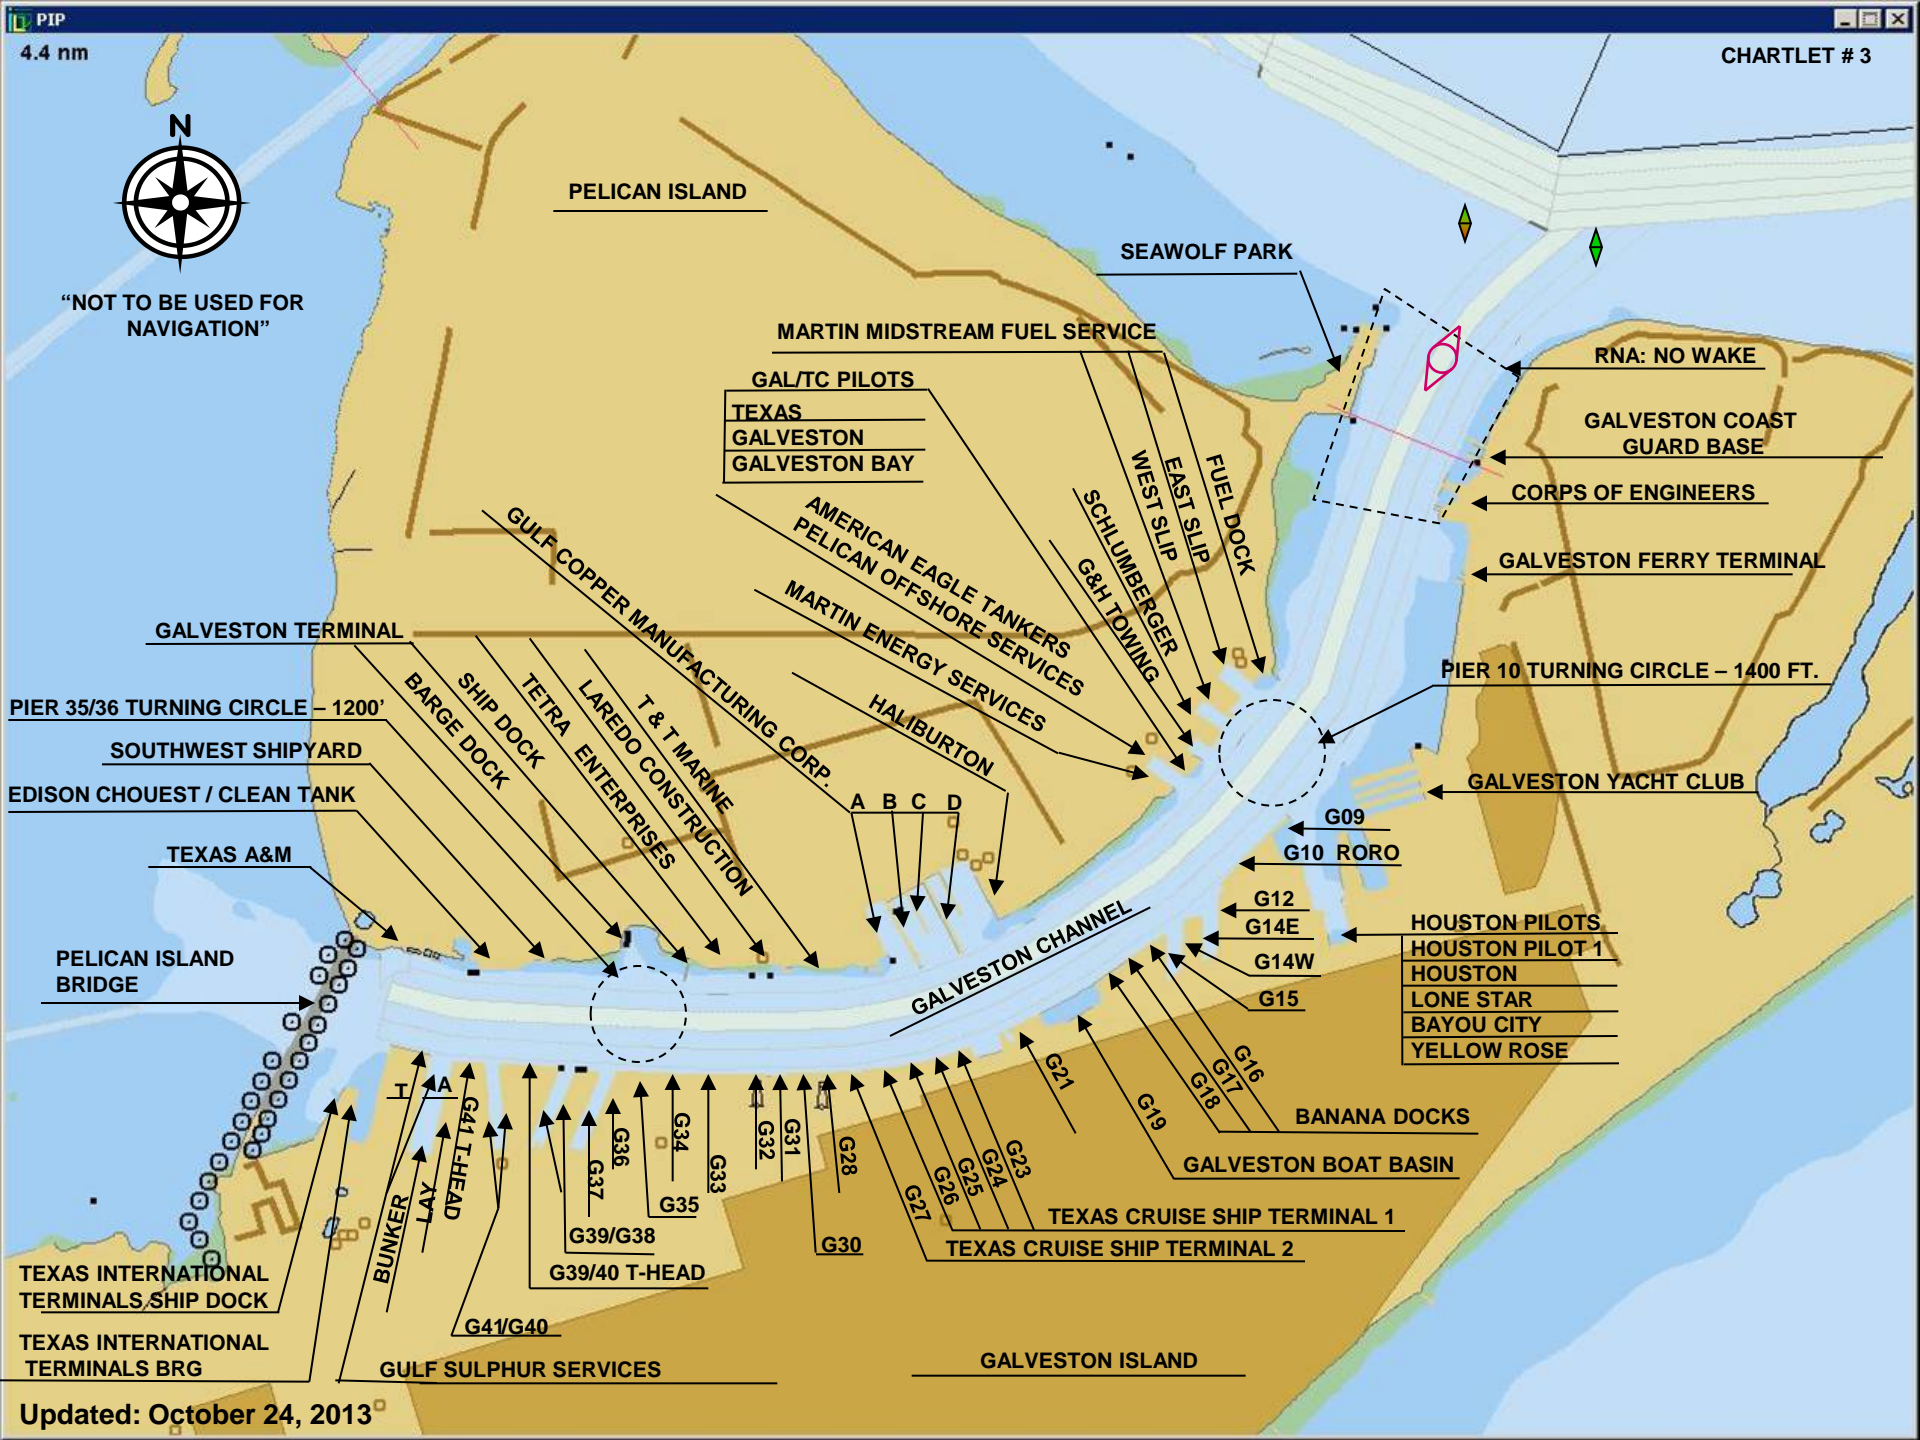 PIP
4.4 nm
CHARTLET # 3
N
“NOT TO BE USED FOR
NAVIGATION”
PELICAN ISLAND
SEAWOLF PARK
MARTIN MIDSTREAM FUEL SERVICE
RNA: NO WAKE
GAL/TC PILOTS
TEXAS
GALVESTON
GALVESTON BAY
GALVESTON COAST
GUARD BASE
CORPS OF ENGINEERS
WEST SLIP
EAST SLIP
FUEL DOCK
SCHLUMBERGER
G&H TOWING
AMERICAN EAGLE TANKERS
PELICAN OFFSHORE SERVICES
MARTIN ENERGY SERVICES
GULF COPPER MANUFACTURING CORP.
HALIBURTON
GALVESTON FERRY TERMINAL
GALVESTON TERMINAL
BARGE DOCK
SHIP DOCK
TETRA ENTERPRISES
LAREDO CONSTRUCTION
T & T MARINE
PIER 10 TURNING CIRCLE – 1400 FT.
PIER 35/36 TURNING CIRCLE – 1200’
SOUTHWEST SHIPYARD
EDISON CHOUEST / CLEAN TANK
TEXAS A&M
A B C D
GALVESTON YACHT CLUB
G09
G10 RORO
G12
G14E
G14W
G15
HOUSTON PILOTS
HOUSTON PILOT 1
HOUSTON
LONE STAR
BAYOU CITY
YELLOW ROSE
PELICAN ISLAND
BRIDGE
GALVESTON CHANNEL
T A
G41 T-HEAD
LAY
BUNKER
G36
G37
G34
G33
G32
G31
G28
G27
G26
G25
G24
G23
G21
G19
G18
G17
G16
BANANA DOCKS
GALVESTON BOAT BASIN
G35
G39/G38
G30
TEXAS CRUISE SHIP TERMINAL 1
TEXAS CRUISE SHIP TERMINAL 2
G39/40 T-HEAD
G41/G40
TEXAS INTERNATIONAL
TERMINALS SHIP DOCK
TEXAS INTERNATIONAL
TERMINALS BRG
GULF SULPHUR SERVICES
GALVESTON ISLAND
Updated: October 24, 2013